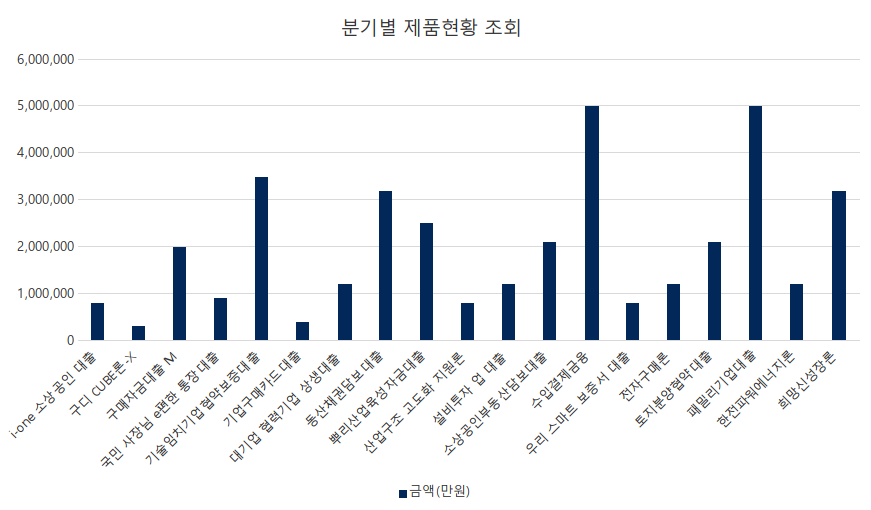 분기별 제품현황 조회
6,000,000
5,000,000
4,000,000
3,000,000
2,000,000
1,000,000
0
i-one 소상공인 대출
구디 CUBE론-X
구매자금대출 M
국민 사장님 e편한 통장대출
기술임치기업협약보증대출
기업구매카드대출
대기업 협력기업 상생대출
동산채권담보대출
뿌리산업육성자금대출
산업구조 고도화 지원론
설비투자 업 대출
소상공인부동산담보대출
수입결제금융
우리 스마트 보증서 대출
전자구매론
토지분양협약대출
패밀리기업대출
한전파워에너지론
희망신성장론
금액(만원)